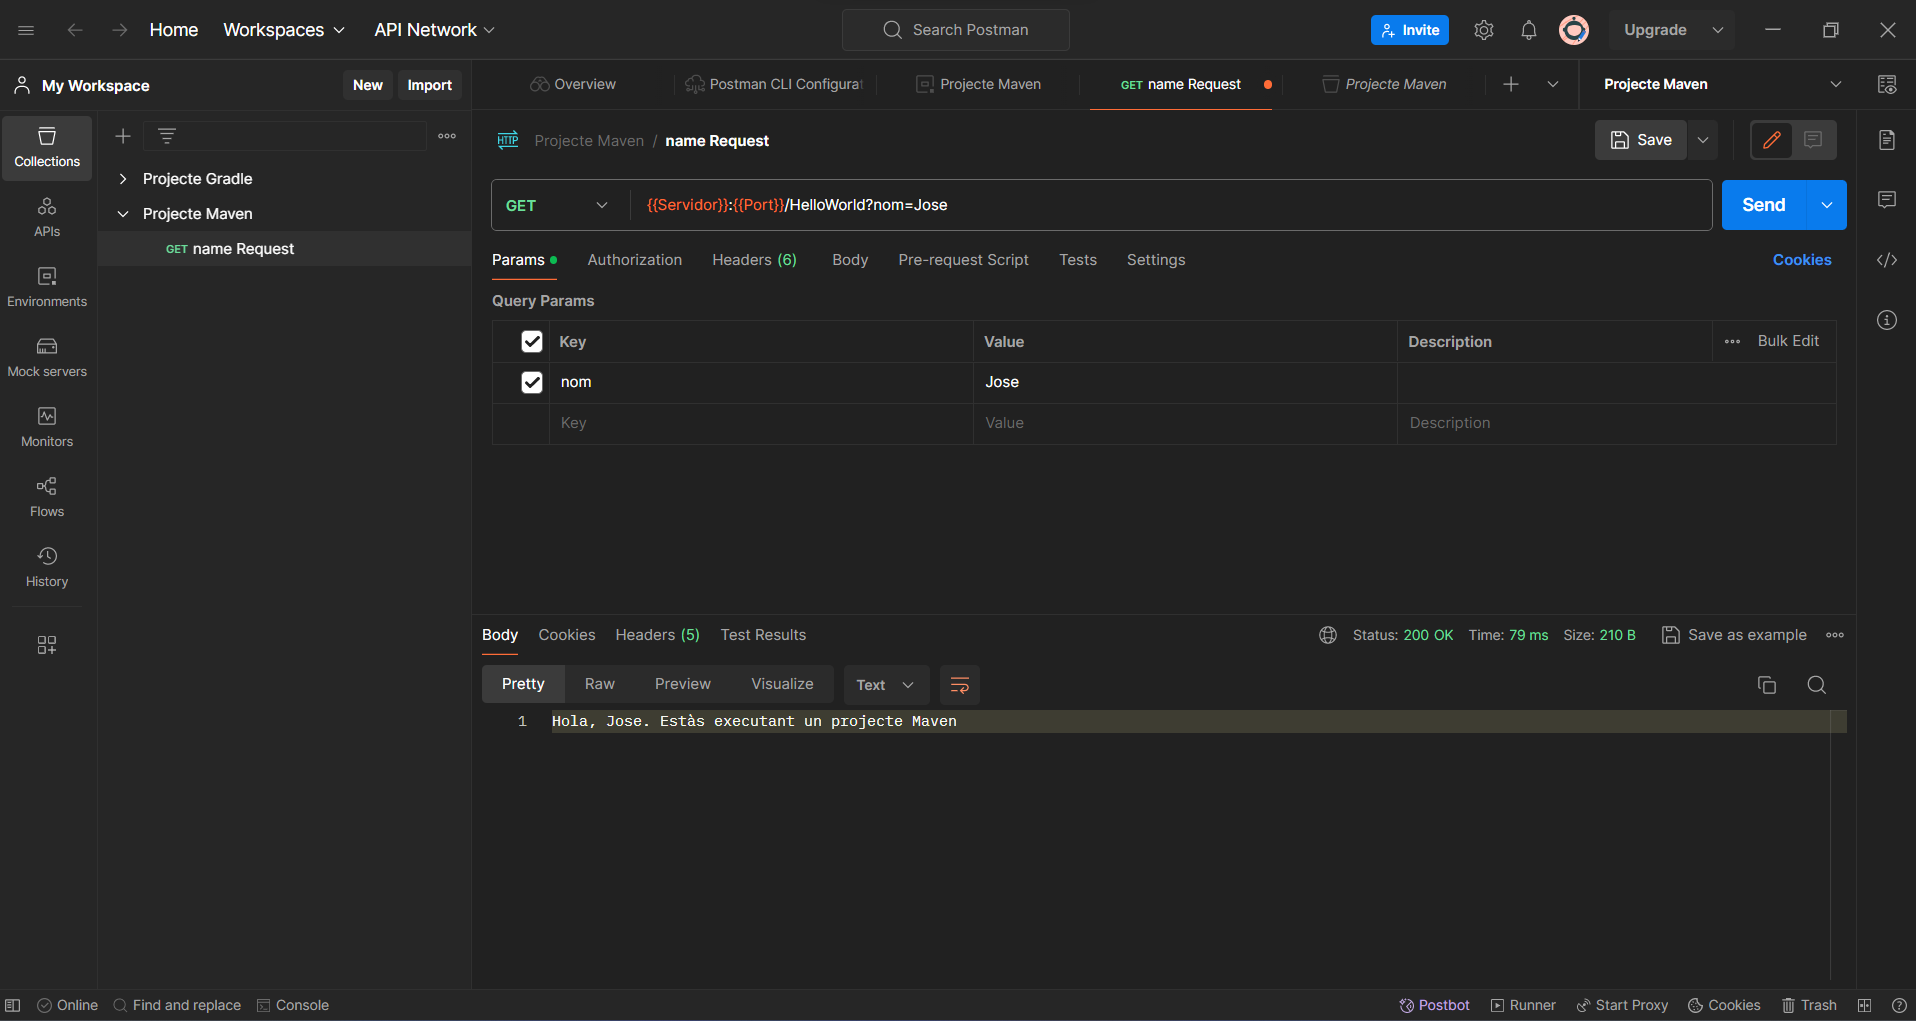 Home Workspaces API Network Search Postman Invite Upgrade
My Workspace New Import Overview Postman CLI Configurat Projecte Maven GET name Request Projecte Maven Projecte Maven
Collections
APIs
Environments
Mock servers
Monitors
Flows
History
Projecte Gradle
Projecte Maven
GET name Request
HTTP Projecte Maven / name Request Save
GET {{Servidor}}:{{Port}}/HelloWorld?nom=Jose Send
Params Authorization Headers (6) Body Pre-request Script Tests Settings Cookies
Query Params
Key Value Description Bulk Edit
nom Jose
Key Value Description
Body Cookies Headers (5) Test Results Status: 200 OK Time: 79 ms Size: 210 B Save as example
Pretty Raw Preview Visualize Text
1 Hola, Jose. Estàs executant un projecte Maven
Online Find and replace Console Postbot Runner Start Proxy Cookies Trash